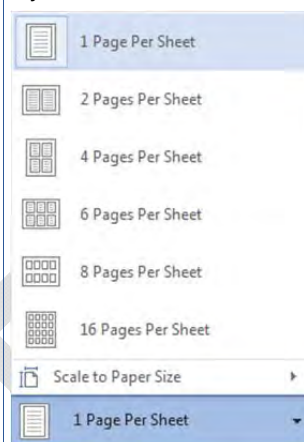 1 Page Per Sheet
2 Pages Per Sheet
4 Pages Per Sheet
6 Pages Per Sheet
8 Pages Per Sheet
16 Pages Per Sheet
Scale to Paper Size
1 Page Per Sheet